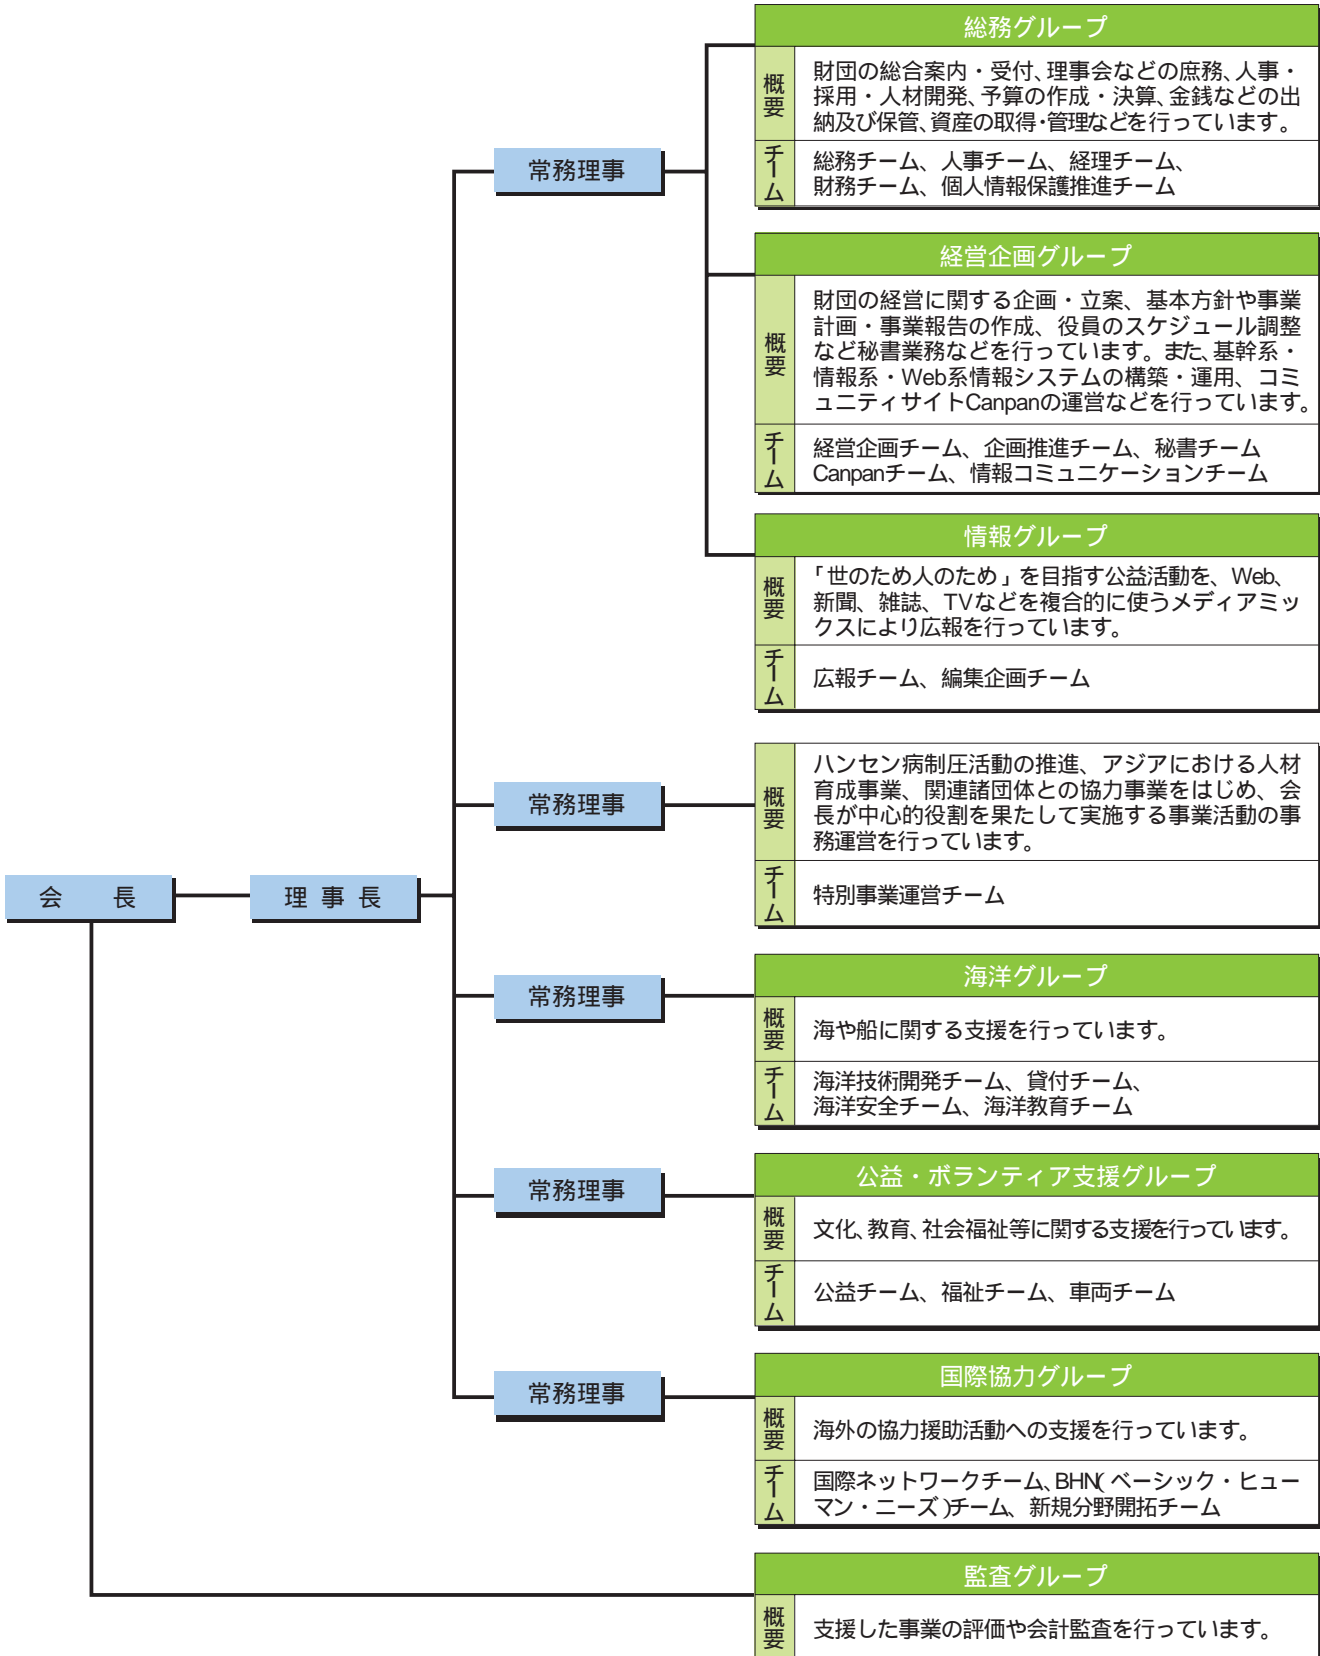 総務グループ
概要
財団の総合案内・受付、理事会などの庶務、人事・
採用・人材開発、予算の作成・決算、金銭などの出
納及び保管、資産の取得・管理などを行っています。
チーム
総務チーム、人事チーム、経理チーム、
財務チーム、個人情報保護推進チーム
常務理事
経営企画グループ
概要
財団の経営に関する企画・立案、基本方針や事業
計画・事業報告の作成、役員のスケジュール調整
など秘書業務などを行っています。また、基幹系・
情報系・Web系情報システムの構築・運用、コミ
ュニティサイトCanpanの運営などを行っています。
チーム
経営企画チーム、企画推進チーム、秘書チーム
Canpanチーム、情報コミュニケーションチーム
情報グループ
概要
「世のため人のため」を目指す公益活動を、Web、
新聞、雑誌、TVなどを複合的に使うメディアミッ
クスにより広報を行っています。
チーム
広報チーム、編集企画チーム
常務理事
概要
ハンセン病制圧活動の推進、アジアにおける人材
育成事業、関連諸団体との協力事業をはじめ、会
長が中心的役割を果たして実施する事業活動の事
務運営を行っています。
チーム
特別事業運営チーム
会　長
理事長
常務理事
海洋グループ
概要
海や船に関する支援を行っています。
チーム
海洋技術開発チーム、貸付チーム、
海洋安全チーム、海洋教育チーム
常務理事
公益・ボランティア支援グループ
概要
文化、教育、社会福祉等に関する支援を行っています。
チーム
公益チーム、福祉チーム、車両チーム
常務理事
国際協力グループ
概要
海外の協力援助活動への支援を行っています。
チーム
国際ネットワークチーム、BHN(ベーシック・ヒュー
マン・ニーズ)チーム、新規分野開拓チーム
監査グループ
概要
支援した事業の評価や会計監査を行っています。